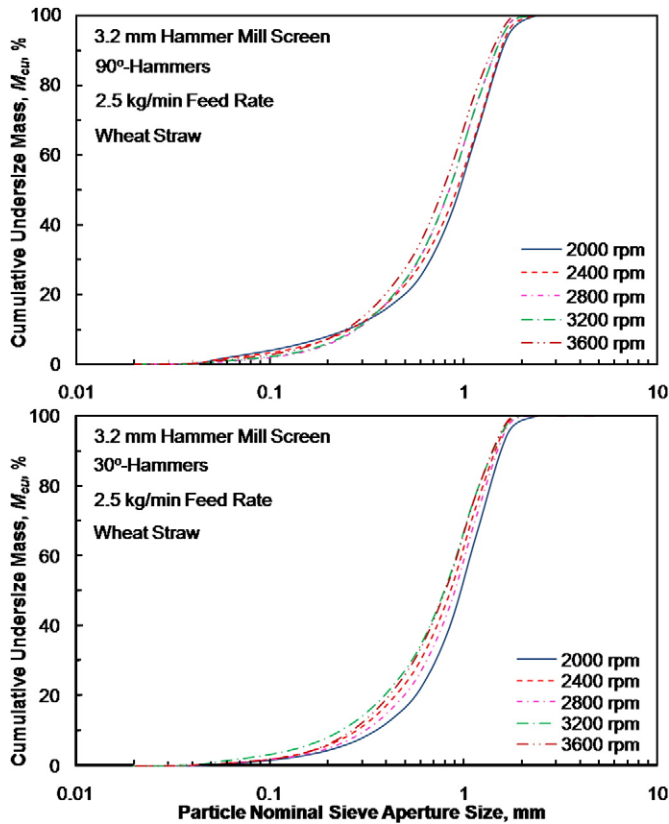 100
80
60
40
20
0
Cumulative Undersize Mass, Mcu, %
3.2 mm Hammer Mill Screen
90º-Hammers
2.5 kg/min Feed Rate
Wheat Straw
2000 rpm
2400 rpm
2800 rpm
3200 rpm
3600 rpm
0.01 0.1 1 10
100
80
60
40
20
0
Cumulative Undersize Mass, Mcu, %
3.2 mm Hammer Mill Screen
30º-Hammers
2.5 kg/min Feed Rate
Wheat Straw
2000 rpm
2400 rpm
2800 rpm
3200 rpm
3600 rpm
0.01 0.1 1 10
Particle Nominal Sieve Aperture Size, mm